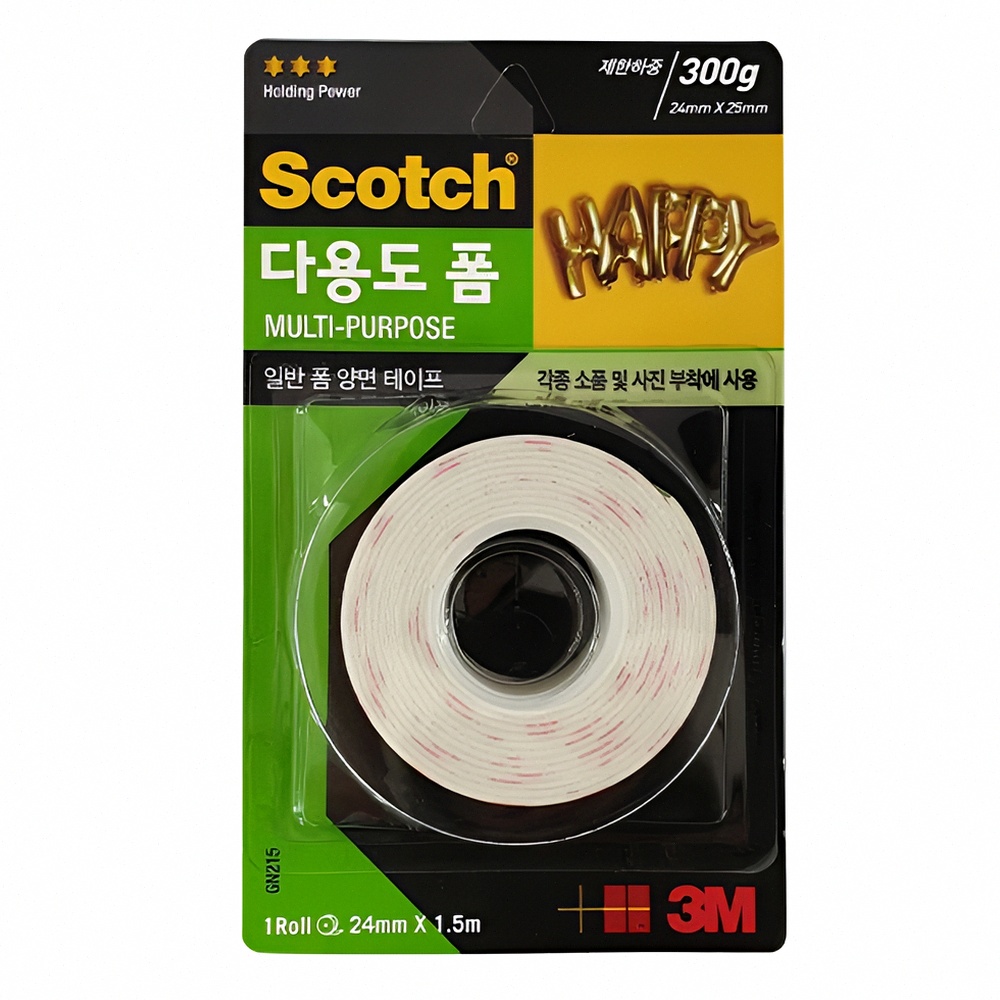 Holding Power
제한하중
300g
24mm X 25mm
Scotch®
HAPPY
다용도 폼
MULTI-PURPOSE
일반 폼 양면 테이프
각종 소품 및 사진 부착에 사용
GN215
1Roll 24mm X 1.5m
3M